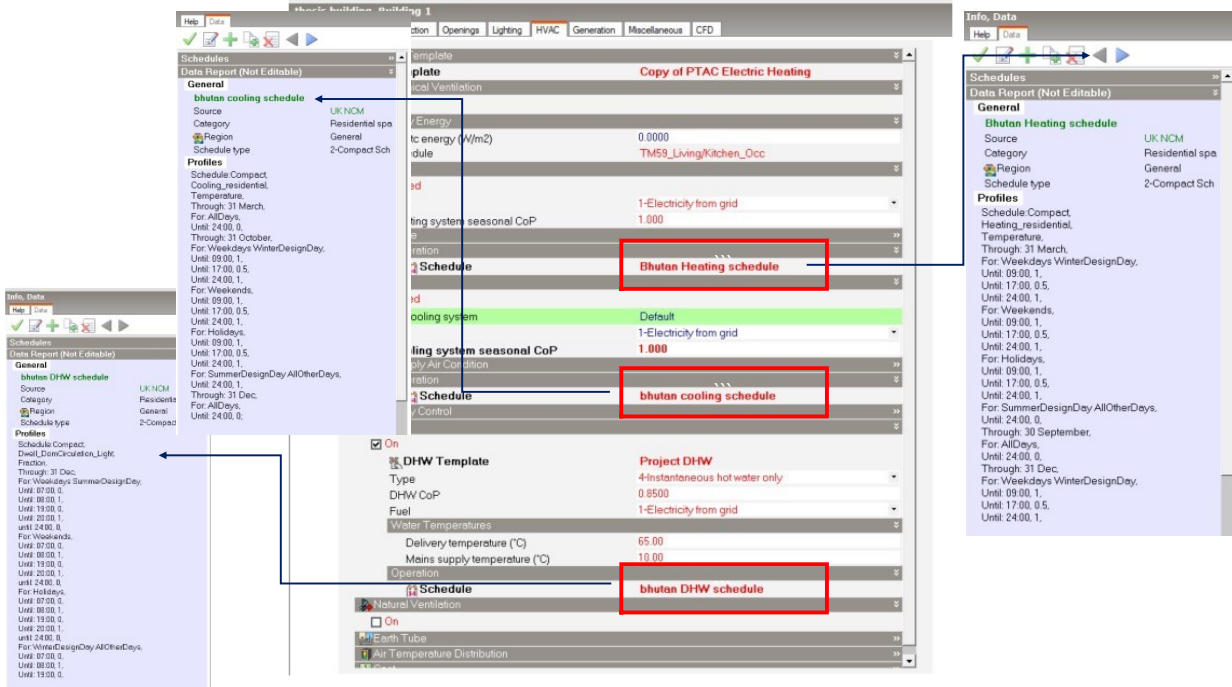 thesis building, Building 1
Openings
Lighting
HVAC
Generation
Miscellaneous
CFD
Copy of PTAC Electric Heating
0.0000
TM59_Living/Kitchen_Occ
1-Electricity from grid
1.000
Schedule
Bhutan Heating schedule
Default
1-Electricity from grid
1.000
Schedule
bhutan cooling schedule
On
DHW Template
Project DHW
Type
4-Instantaneous hot water only
DHW CoP
0.8500
Fuel
1-Electricity from grid
Water Temperatures
Delivery temperature (°C)
65.00
Mains supply temperature (°C)
10.00
Operation
Schedule
bhutan DHW schedule
Natural Ventilation
On
Earth Tube
Air Temperature Distribution
Help
Data
Schedules
Data Report (Not Editable)
General
bhutan cooling schedule
Source
UK NCM
Category
Residential spa
Region
General
Schedule type
2-Compact Sch
Profiles
Schedule:Compact,
Cooling_residential,
Temperature,
Through: 31 March,
For: AllDays,
Until: 24:00, 0,
Through: 31 October,
For: Weekdays WinterDesignDay,
Until: 09:00, 1,
Until: 17:00, 0.5,
Until: 24:00, 1,
For: Weekends,
Until: 09:00, 1,
Until: 17:00, 0.5,
Until: 24:00, 1,
For: Holidays,
Until: 09:00, 1,
Until: 17:00, 0.5,
Until: 24:00, 1,
For: SummerDesignDay AllOtherDays,
Until: 24:00, 1,
Through: 31 Dec,
For: AllDays,
Until: 24:00, 0;
Info, Data
Help
Data
Schedules
Data Report (Not Editable)
General
bhutan DHW schedule
Source
UK NCM
Category
Region
General
Schedule type
2-Compact
Profiles
Schedule:Compact,
Dwell_DomCirculation_Light,
Fraction,
Through: 31 Dec,
For: Weekdays SummerDesignDay,
Until: 07:00, 0,
Until: 08:00, 1,
Until: 19:00, 0,
Until: 20:00, 1,
until: 24:00, 0,
For: Weekends,
Until: 07:00, 0,
Until: 08:00, 1,
Until: 19:00, 0,
Until: 20:00, 1,
until: 24:00, 0,
For: Holidays,
Until: 07:00, 0,
Until: 08:00, 1,
Until: 19:00, 0,
Until: 20:00, 1,
until: 24:00, 0,
For: WinterDesignDay AllOtherDays,
Until: 07:00, 0,
Until: 08:00, 1,
Until: 19:00, 0,
Info, Data
Help
Data
Schedules
Data Report (Not Editable)
General
Bhutan Heating schedule
Source
UK NCM
Category
Residential spa
Region
General
Schedule type
2-Compact Sch
Profiles
Schedule:Compact,
Heating_residential,
Temperature,
Through: 31 March,
For: Weekdays WinterDesignDay,
Until: 09:00, 1,
Until: 17:00, 0.5,
Until: 24:00, 1,
For: Weekends,
Until: 09:00, 1,
Until: 17:00, 0.5,
Until: 24:00, 1,
For: Holidays,
Until: 09:00, 1,
Until: 17:00, 0.5,
Until: 24:00, 1,
For: SummerDesignDay AllOtherDays,
Until: 24:00, 0,
Through: 30 September,
For: AllDays,
Until: 24:00, 0,
Through: 31 Dec,
For: Weekdays WinterDesignDay,
Until: 09:00, 1,
Until: 17:00, 0.5,
Until: 24:00, 1,